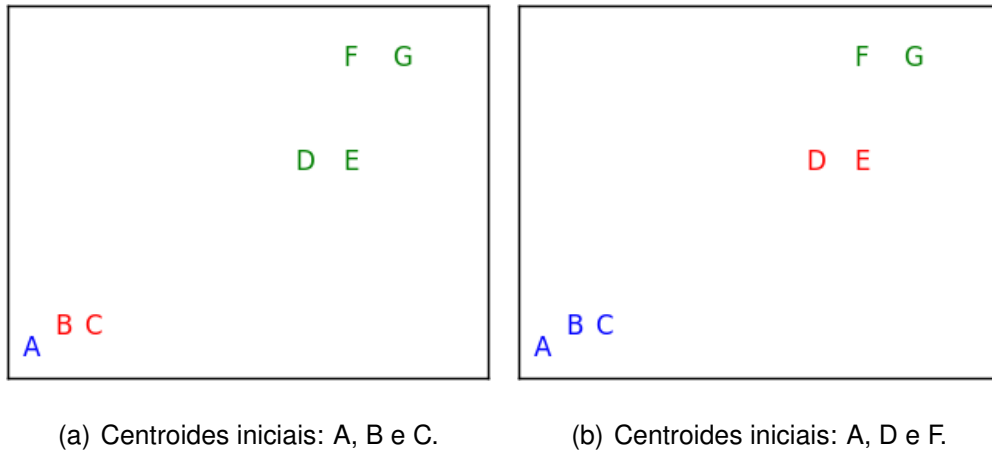 F G
D E
B C
A
(a) Centroides iniciais: A, B e C.
F G
D E
B C
A
(b) Centroides iniciais: A, D e F.